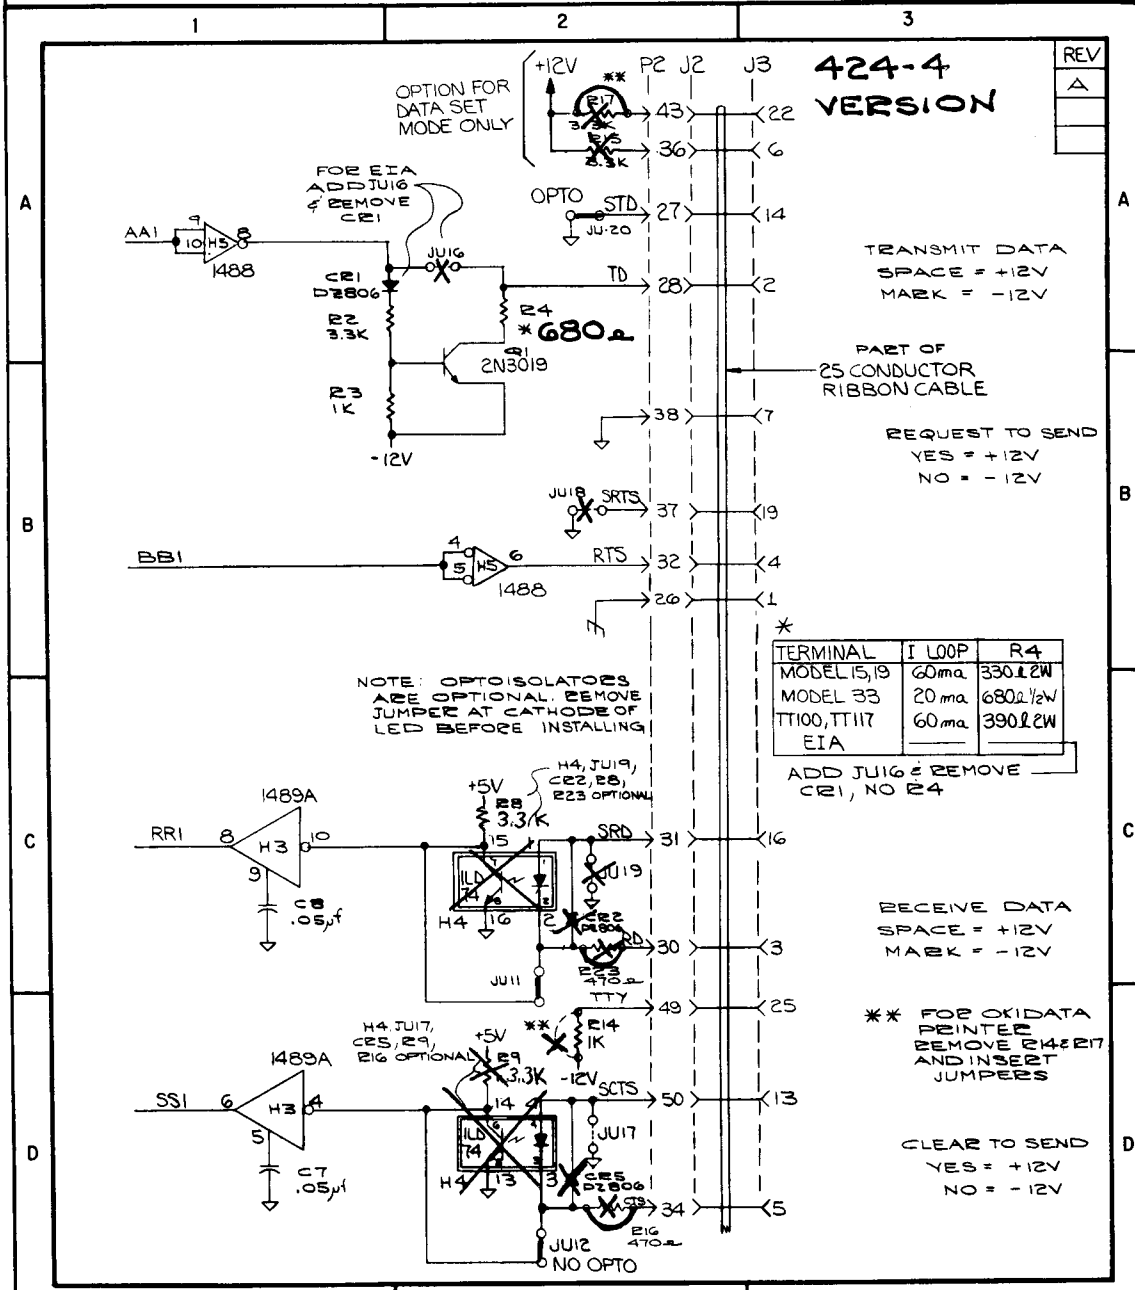 1
2
3
REV
A
424-4
VERSION
OPTION FOR
DATA SET
MODE ONLY
+12V
**
R17
3.3K
3.3K
P2 J2 J3
43
22
36
6
A
A
FOR EIA
ADD JU16
& REMOVE
CR1
OPTO
STD
27
14
JU-20
AA1
9
10
H5
8
1488
JU16
TD
28
2
CR1
DZ806
R2
3.3K
R4
* 680Ω
Q1
2N3019
R3
1K
-12V
TRANSMIT DATA
SPACE = +12V
MARK = -12V
PART OF
25 CONDUCTOR
RIBBON CABLE
38
7
REQUEST TO SEND
YES = +12V
NO = -12V
B
B
JU18
SRTS
37
19
BB1
4
5
H5
6
1488
RTS
32
4
26
1
*
TERMINAL I LOOP R4
MODEL 15,19 60ma 330Ω 2W
MODEL 33 20 ma 680Ω 1/2W
TT100, TT117 60ma 390Ω 2W
EIA
ADD JU16 & REMOVE
CR1, NO R4
NOTE: OPTOISOLATORS
ARE OPTIONAL. REMOVE
JUMPER AT CATHODE OF
LED BEFORE INSTALLING
H4, JU19,
CR2, R8,
R23 OPTIONAL
C
C
1489A
+5V
R8
3.3K
RR1
8
H3
10
15
SRD
31
16
9
C8
.05µf
ILD
74
H4
16
2
JU19
CR2
DZ806
RD
30
3
R23
470Ω
JU11
RECEIVE DATA
SPACE = +12V
MARK = -12V
TTY
49
25
**
R14
1K
-12V
** FOR OKIDATA
PRINTER
REMOVE R14 & R17
AND INSERT
JUMPERS
H4, JU17,
CR5, R9,
R16 OPTIONAL
+5V
R9
3.3K
1489A
SS1
6
H3
4
14
4
SCTS
50
13
5
C7
.05µf
ILD
74
H4
13
3
JU17
CR5
DZ806
CTS
34
5
R16
470Ω
JU12
NO OPTO
CLEAR TO SEND
YES = +12V
NO = -12V
D
D